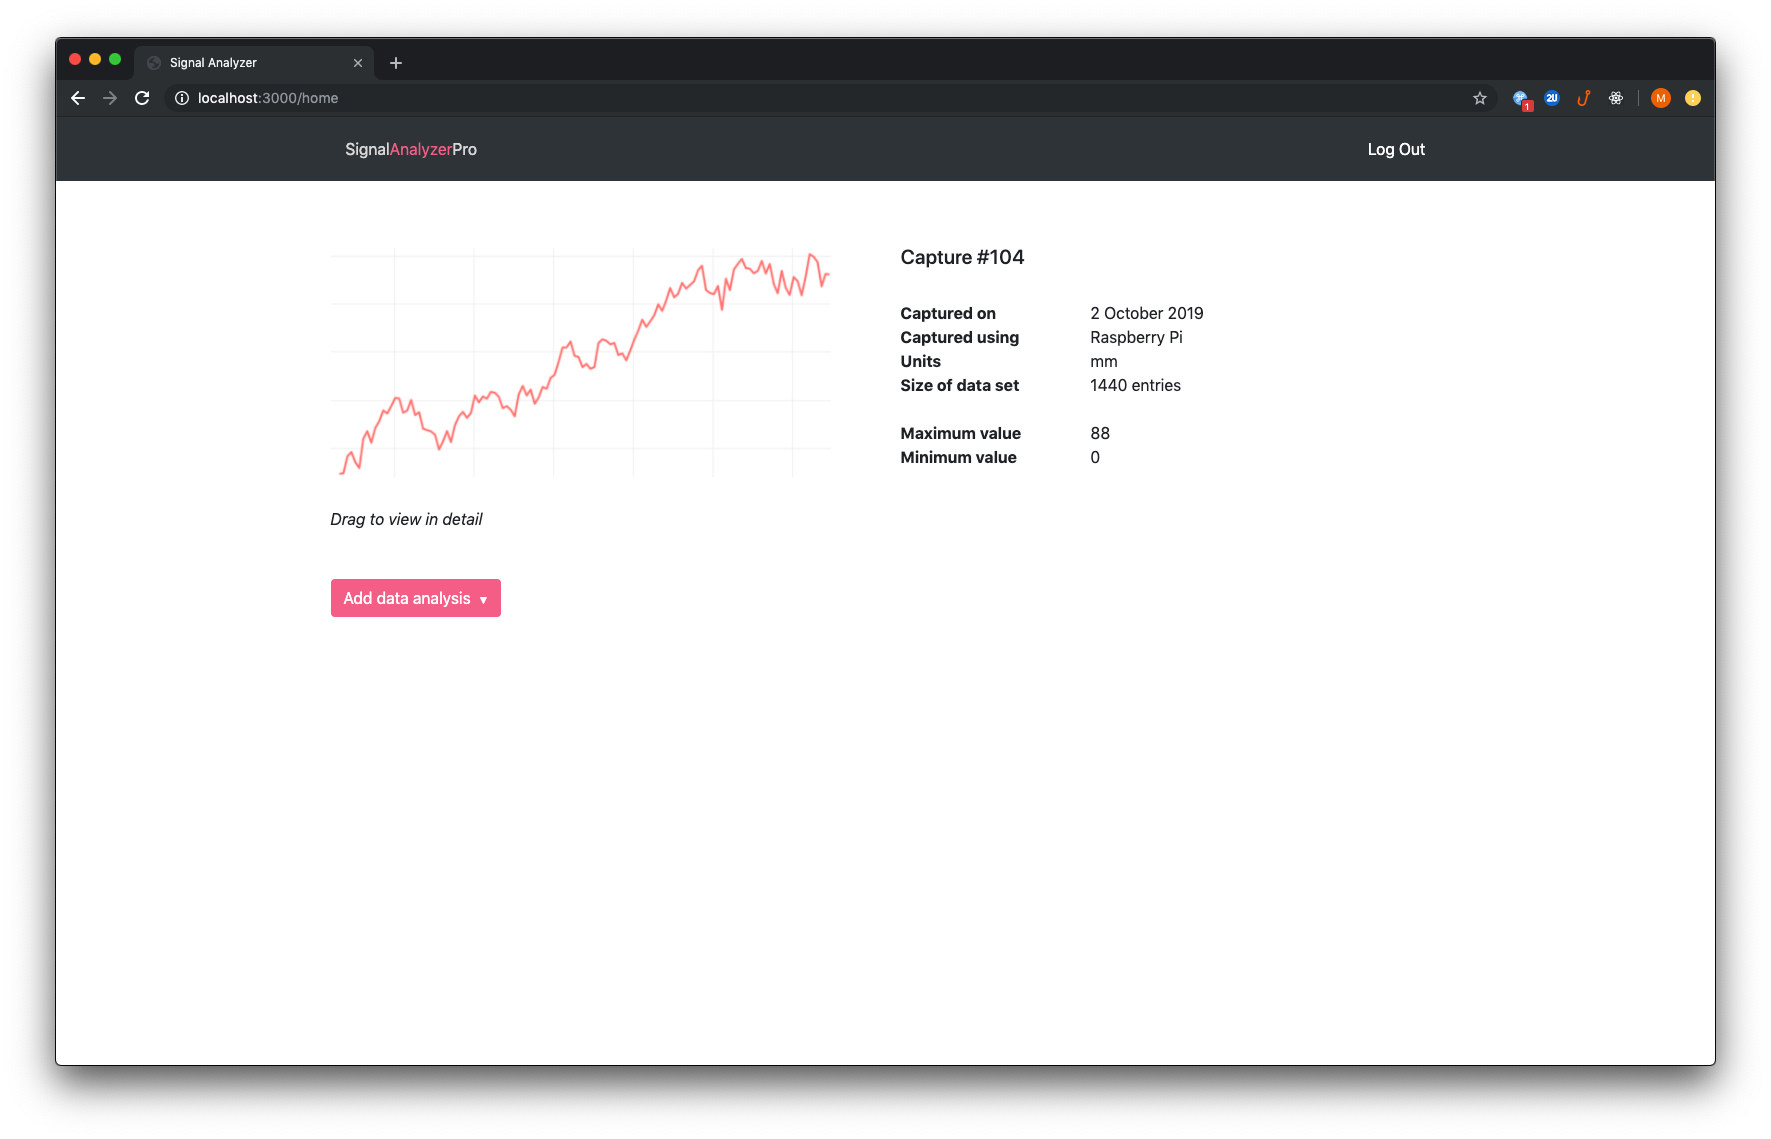 Signal Analyzer
localhost:3000/home
1
2U
M
SignalAnalyzerPro
Log Out
Capture #104
Captured on 2 October 2019
Captured using Raspberry Pi
Units mm
Size of data set 1440 entries
Maximum value 88
Minimum value 0
Drag to view in detail
Add data analysis ▼